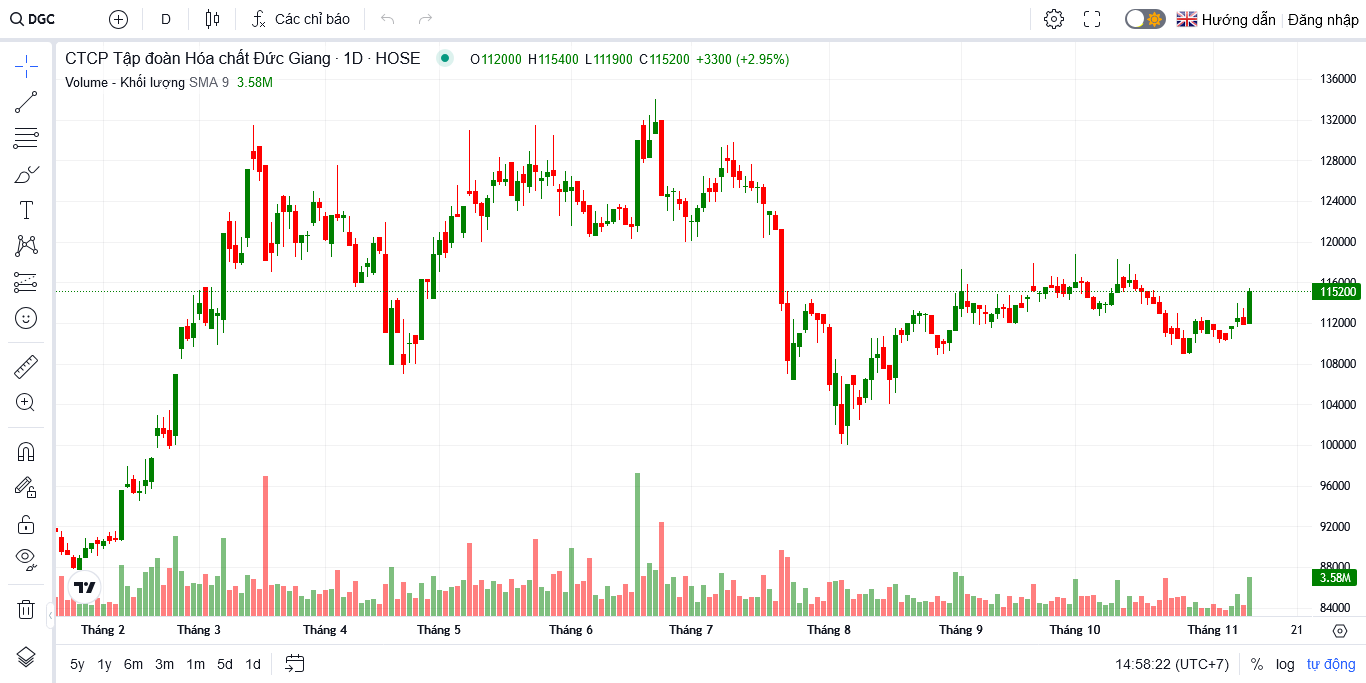 DGC
D
Các chỉ báo
Hướng dẫn
Đăng nhập
CTCP Tập đoàn Hóa chất Đức Giang · 1D · HOSE
O112000 H115400 L111900 C115200 +3300 (+2.95%)
Volume - Khối lượng SMA 9 3.58M
136000
132000
128000
124000
120000
116000
115200
112000
108000
104000
100000
96000
92000
88000
3.58M
84000
Tháng 2 Tháng 3 Tháng 4 Tháng 5 Tháng 6 Tháng 7 Tháng 8 Tháng 9 Tháng 10 Tháng 11 21
5y 1y 6m 3m 1m 5d 1d
14:58:22 (UTC+7) % log tự động